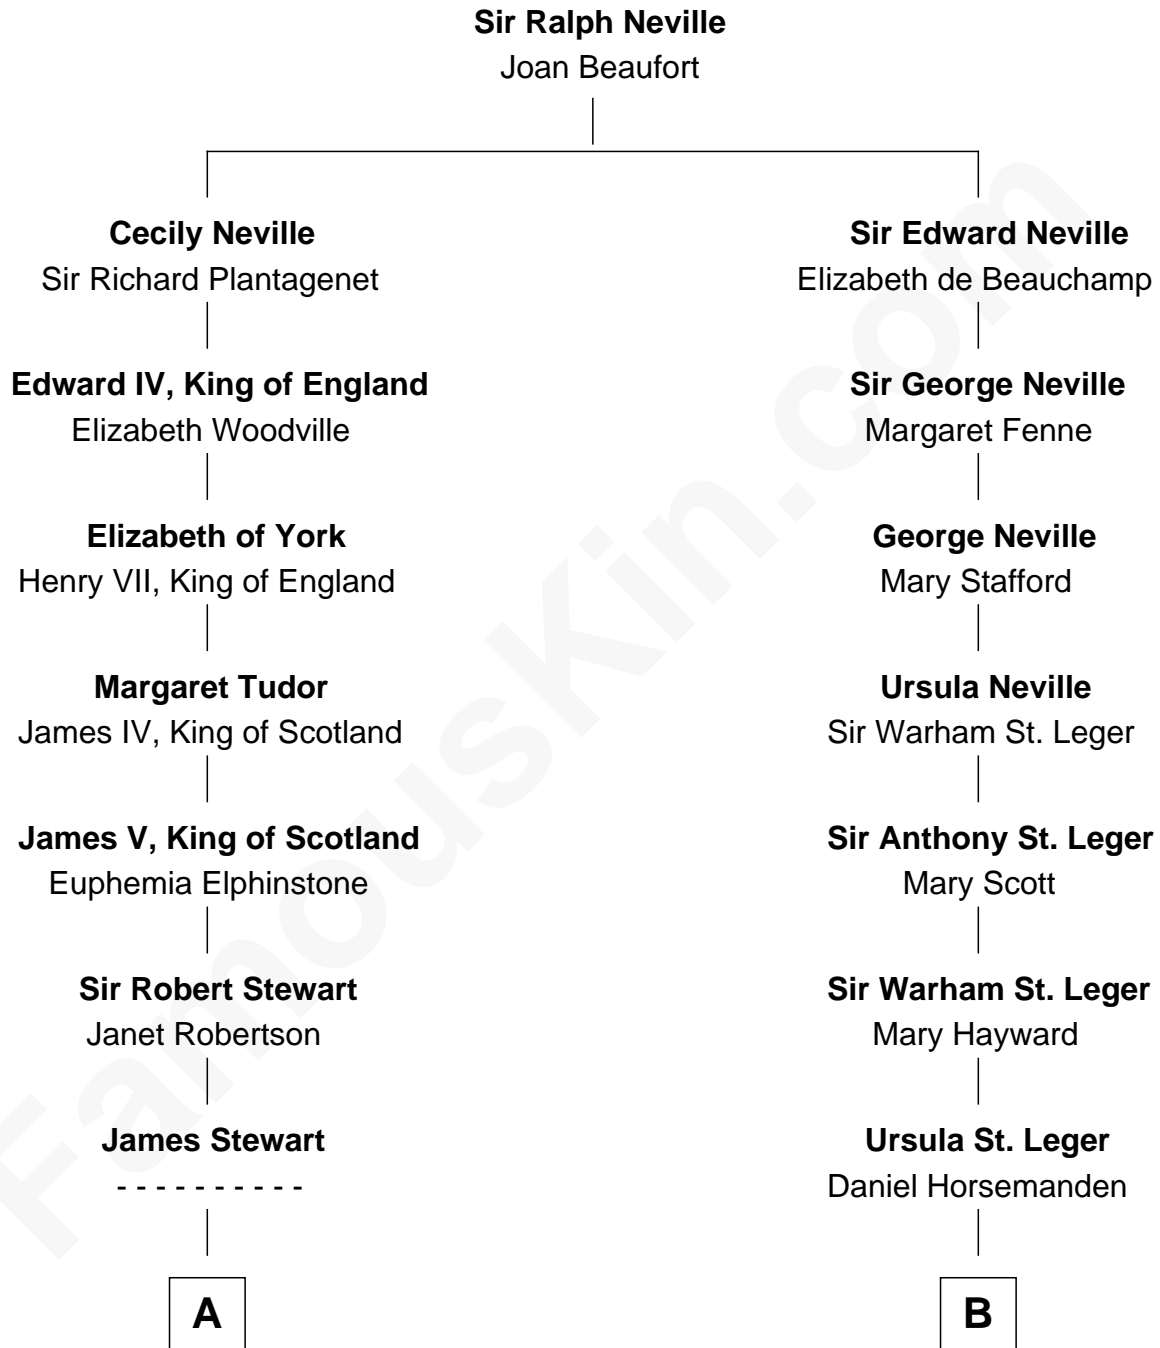 Sir Ralph Neville
Joan Beaufort
Cecily Neville
Sir Richard Plantagenet
Sir Edward Neville
Elizabeth de Beauchamp
Edward IV, King of England
Elizabeth Woodville
Sir George Neville
Margaret Fenne
Elizabeth of York
Henry VII, King of England
George Neville
Mary Stafford
Margaret Tudor
James IV, King of Scotland
Ursula Neville
Sir Warham St. Leger
James V, King of Scotland
Euphemia Elphinstone
Sir Anthony St. Leger
Mary Scott
Sir Robert Stewart
Janet Robertson
Sir Warham St. Leger
Mary Hayward
James Stewart
- - - - - - - - - -
Ursula St. Leger
Daniel Horsemanden
A
B
FamousKin.com